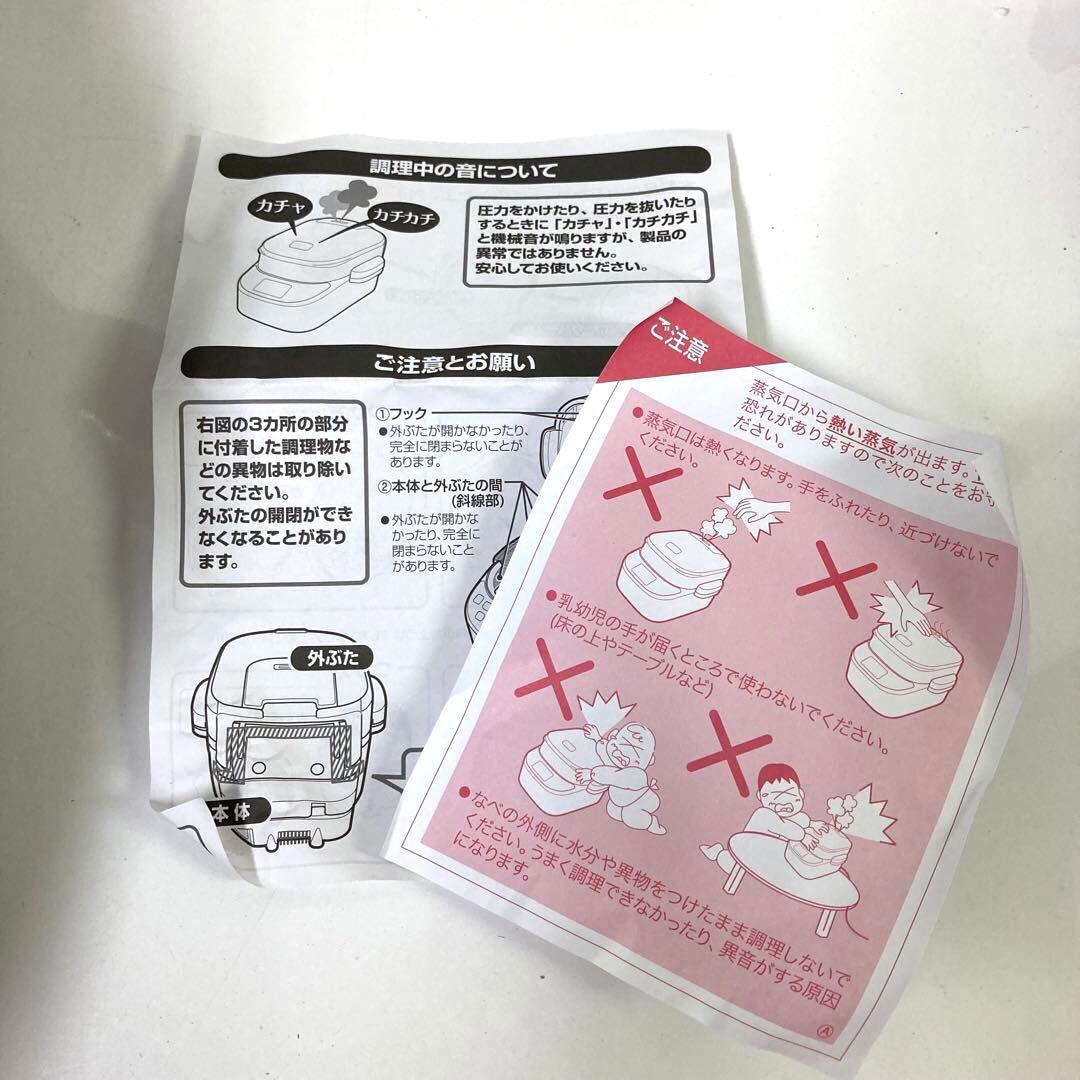 調理中の音について
カチャ
カチカチ
圧力をかけたり、圧力を抜いたり
するときに「カチャ」・「カチカチ」
と機械音が鳴りますが、製品の
異常ではありません。
安心してお使いください。
ご注意とお願い
右図の3カ所の部分
に付着した調理物な
どの異物は取り除い
てください。
外ぶたの開閉ができ
なくなることがあり
ます。
①フック
●外ぶたが開かなかったり、
完全に閉まらないことが
あります。
②本体と外ぶたの間
(斜線部)
●外ぶたが開かな
かったり、完全に
閉まらないこと
があります。
外ぶた
本体
ご注意
蒸気口から熱い蒸気が出ます。
恐れがありますので次のことをおも
ださい。
●蒸気口は熱くなります。手をふれたり、近づけないで
ください。
●乳幼児の手が届くところで使わないでください。
(床の上やテーブルなど)
●なべの外側に水分や異物をつけたまま調理しないで
ください。うまく調理できなかったり、異音がする原因
になります。
Ⓐ